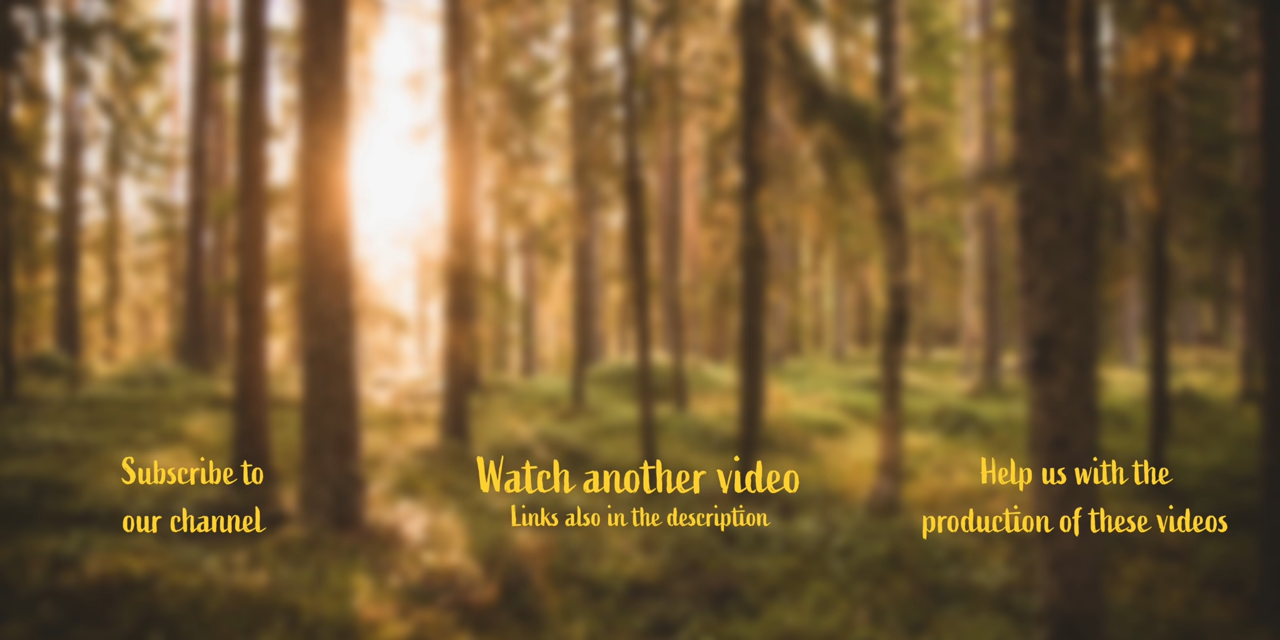 Subscribe to
our channel
Watch another video
Links also in the description
Help us with the
production of these videos